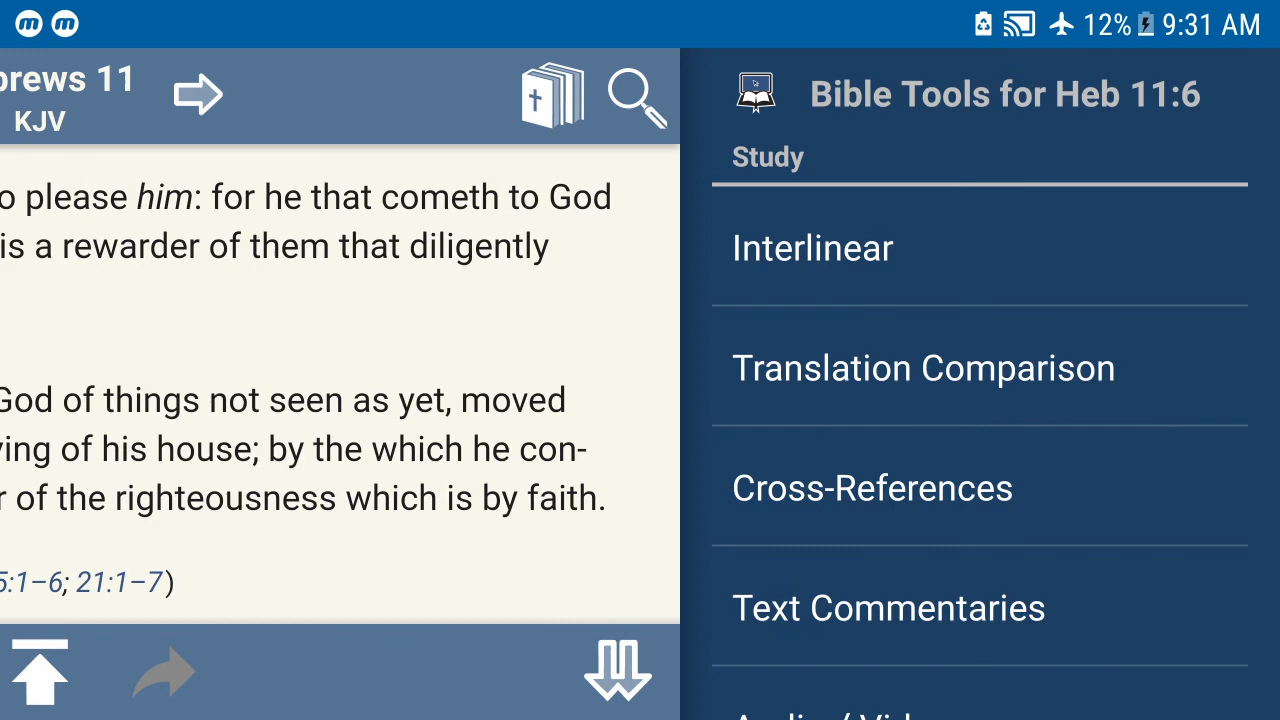 12% 9:31 AM
11
KJV
please him: for he that cometh to God
is a rewarder of them that diligently
God of things not seen as yet, moved
of his house; by the which he con-
of the righteousness which is by faith.
5:1–6; 21:1–7)
Bible Tools for Heb 11:6
Study
Interlinear
Translation Comparison
Cross-References
Text Commentaries